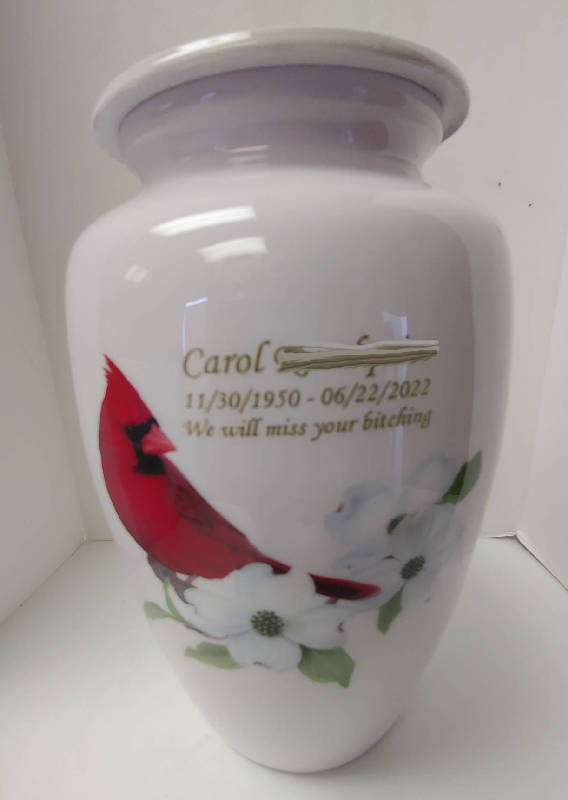 Carol
11/30/1950 - 06/22/2022
We will miss your bitching